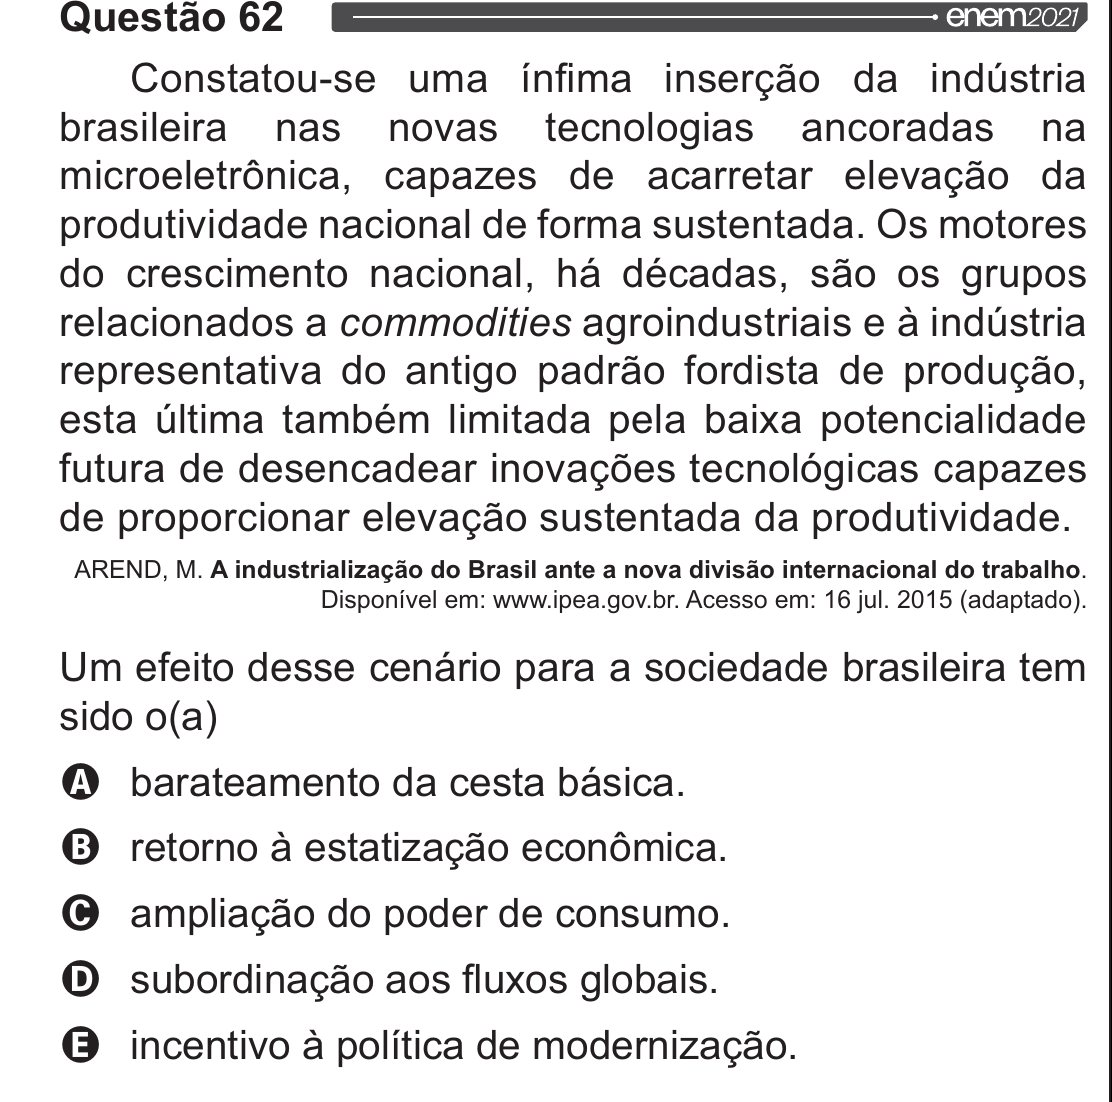 Questão 62
enem2021
Constatou-se uma ínfima inserção da indústria
brasileira nas novas tecnologias ancoradas na
microeletrônica, capazes de acarretar elevação da
produtividade nacional de forma sustentada. Os motores
do crescimento nacional, há décadas, são os grupos
relacionados a commodities agroindustriais e à indústria
representativa do antigo padrão fordista de produção,
esta última também limitada pela baixa potencialidade
futura de desencadear inovações tecnológicas capazes
de proporcionar elevação sustentada da produtividade.
AREND, M. A industrialização do Brasil ante a nova divisão internacional do trabalho.
Disponível em: www.ipea.gov.br. Acesso em: 16 jul. 2015 (adaptado).
Um efeito desse cenário para a sociedade brasileira tem
sido o(a)
A barateamento da cesta básica.
B retorno à estatização econômica.
C ampliação do poder de consumo.
D subordinação aos fluxos globais.
E incentivo à política de modernização.